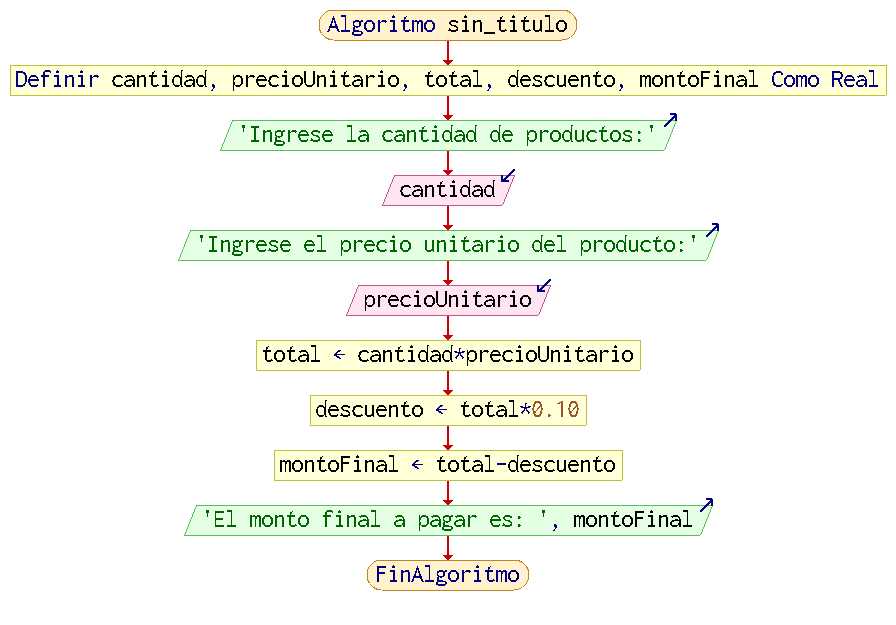 Algoritmo sin_titulo
Definir cantidad, precioUnitario, total, descuento, montoFinal Como Real
'Ingrese la cantidad de productos:'
cantidad
'Ingrese el precio unitario del producto:'
precioUnitario
total ← cantidad*precioUnitario
descuento ← total*0.10
montoFinal ← total-descuento
'El monto final a pagar es: ', montoFinal
FinAlgoritmo